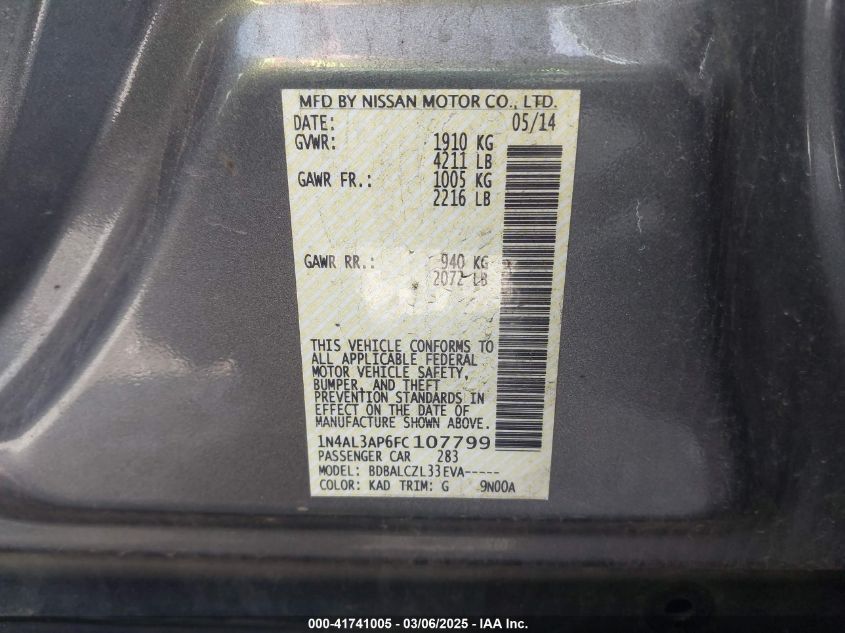 MFD BY NISSAN MOTOR CO., LTD.
DATE: 05/14
GVWR: 1910 KG
4211 LB
GAWR FR.: 1005 KG
2216 LB
GAWR RR.: 940 KG
2072 LB
THIS VEHICLE CONFORMS TO
ALL APPLICABLE FEDERAL
MOTOR VEHICLE SAFETY,
BUMPER, AND THEFT
PREVENTION STANDARDS IN
EFFECT ON THE DATE OF
MANUFACTURE SHOWN ABOVE.
1N4AL3AP6FC107799
PASSENGER CAR 283
MODEL: BDBALCZL33EVA-----
COLOR: KAD TRIM: G 9N00A
000-41741005 - 03/06/2025 - IAA Inc.